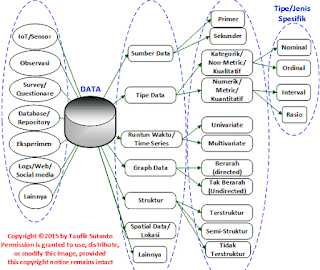 Tipe/Jenis
Spesifik
IoT/Sensor
Observasi
Survey/
Questionare
Database/
Repository
Eksperimen
Logs/Web/
Social media
Lainnya
DATA
Sumber Data
Tipe Data
Runtun Waktu/
Time Series
Graph Data
Struktur
Spatial Data/
Lokasi
Lainnya
Primer
Sekunder
Kategorik/
Non-Metric/
Kualitatif
Numerik/
Metric/
Kuantitatif
Univariate
Multivariate
Berarah
(directed)
Tak Berarah
(Undirected)
Terstruktur
Semi-Struktur
Tidak
Terstruktur
Nominal
Ordinal
Interval
Rasio
Copyright ©2015 by Taufik Sutanto
Permission is granted to use, distribute,
or modify this image, provided
this copyright notice remains intact